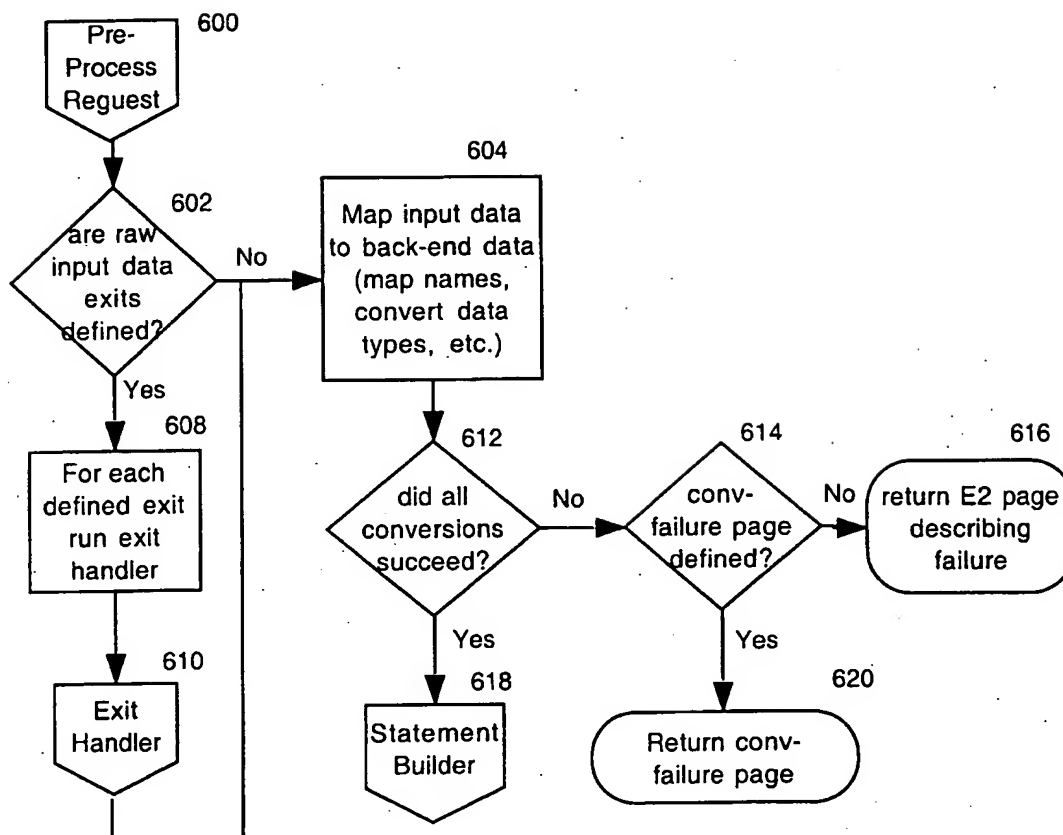 Pre-
Process
Reguest
600
are raw
input data
exits
defined?
602
No
Yes
604
Map input data
to back-end data
(map names,
convert data
types, etc.)
608
For each
defined exit
run exit
handler
610
Exit
Handler
612
did all
conversions
succeed?
No
Yes
614
conv-
failure page
defined?
No
Yes
616
return E2 page
describing
failure
618
Statement
Builder
620
Return conv-
failure page